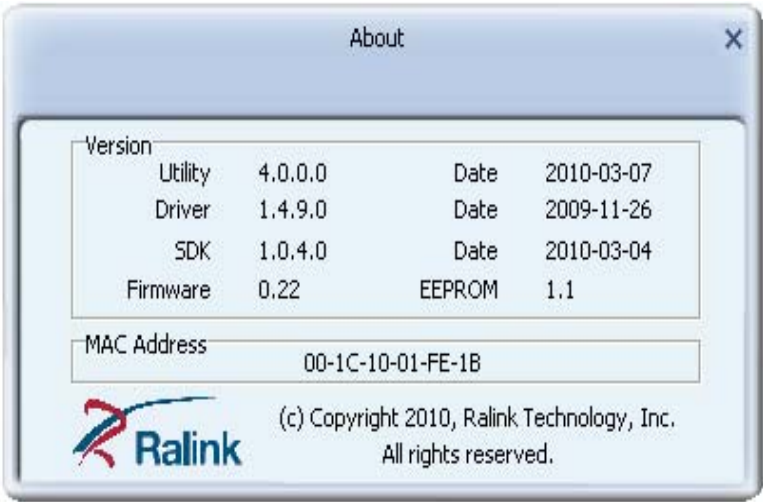 About
Version
Utility 4.0.0.0 Date 2010-03-07
Driver 1.4.9.0 Date 2009-11-26
SDK 1.0.4.0 Date 2010-03-04
Firmware 0.22 EEPROM 1.1
MAC Address
00-1C-10-01-FE-1B
Ralink
(c) Copyright 2010, Ralink Technology, Inc.
All rights reserved.